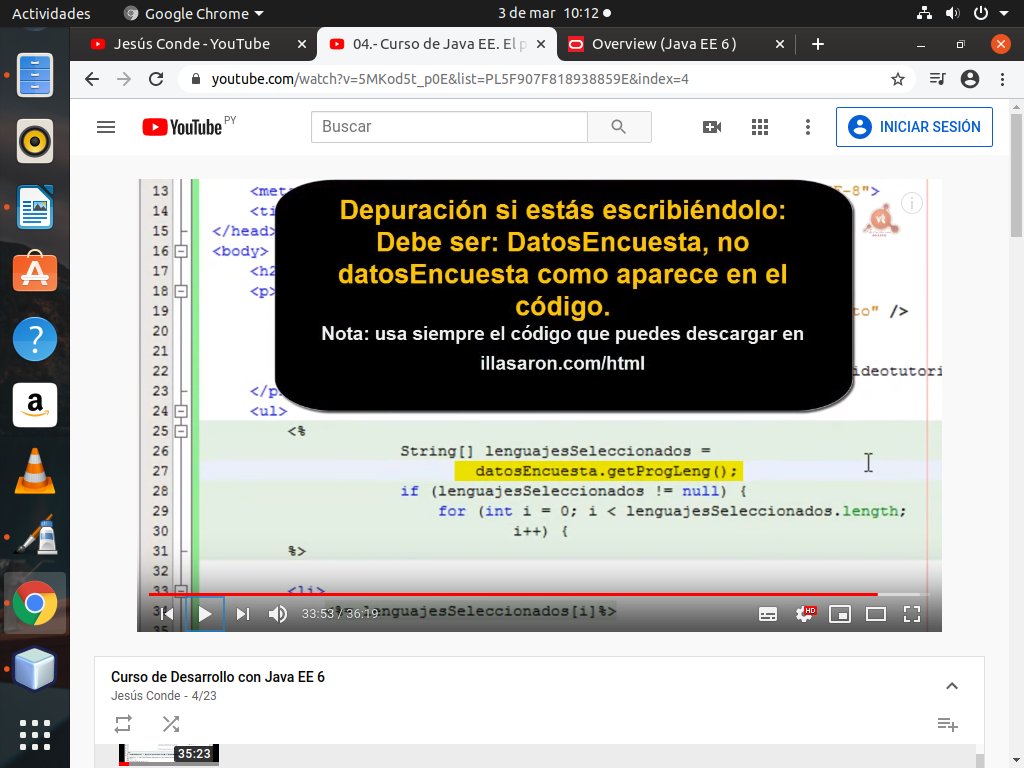 Actividades
Google Chrome
3 de mar 10:12
Jesús Conde - YouTube
04.- Curso de Java EE. El p
Overview (Java EE 6)
youtube.com/watch?v=5MKod5t_p0E&list=PL5F907F818938859E&index=4
YouTube PY
Buscar
INICIAR SESIÓN
Depuración si estás escribiéndolo:
Debe ser: DatosEncuesta, no
datosEncuesta como aparece en el
código.
Nota: usa siempre el código que puedes descargar en
illasaron.com/html
13 <met F-8">
14 <ti
15 </head>
16 <body>
17 <h2
18 <p>
19 to" />
20
21
22 ideotutori
23 </p
24 <ul>
25 <%
26 String[] lenguajesSeleccionados =
27 datosEncuesta.getProgLeng();
28 if (lenguajesSeleccionados != null) {
29 for (int i = 0; i < lenguajesSeleccionados.length;
30 i++) {
31 %>
32
33 <li>
lenguajesSeleccionados[i]%>
33:53 / 36:19
HD
35
Curso de Desarrollo con Java EE 6
Jesús Conde - 4/23
35:23